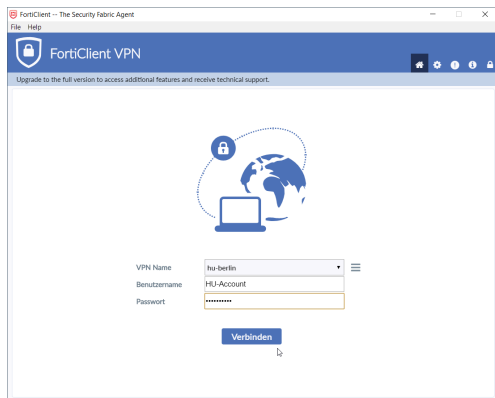 FortiClient -- The Security Fabric Agent
File Help
FortiClient VPN
Upgrade to the full version to access additional features and receive technical support.
VPN Name hu-berlin
Benutzername HU-Account
Passwort ••••••••••
Verbinden